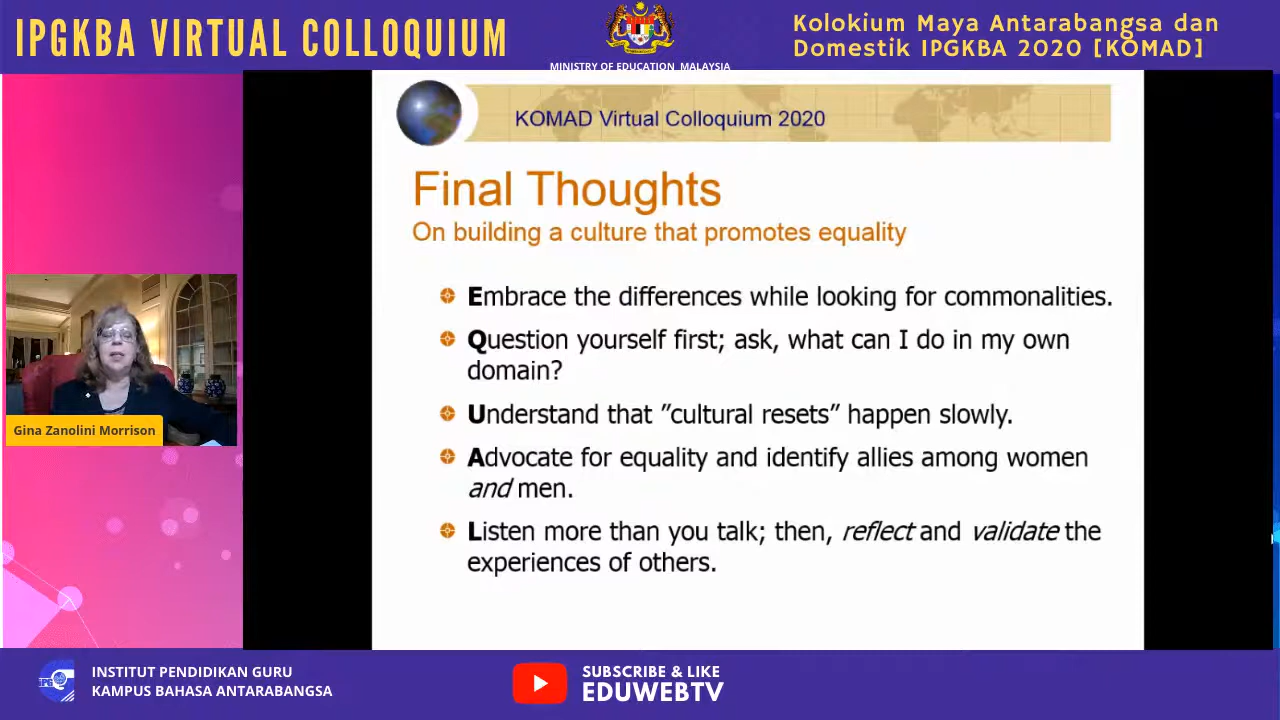 IPGKBA VIRTUAL COLLOQUIUM
MINISTRY OF EDUCATION MALAYSIA
Kolokium Maya Antarabangsa dan
Domestik IPGKBA 2020 [KOMAD]
KOMAD Virtual Colloquium 2020
Final Thoughts
On building a culture that promotes equality
Embrace the differences while looking for commonalities.
Question yourself first; ask, what can I do in my own
domain?
Understand that ”cultural resets” happen slowly.
Advocate for equality and identify allies among women
and men.
Listen more than you talk; then, reflect and validate the
experiences of others.
Gina Zanolini Morrison
INSTITUT PENDIDIKAN GURU
KAMPUS BAHASA ANTARABANGSA
SUBSCRIBE & LIKE
EDUWEBTV